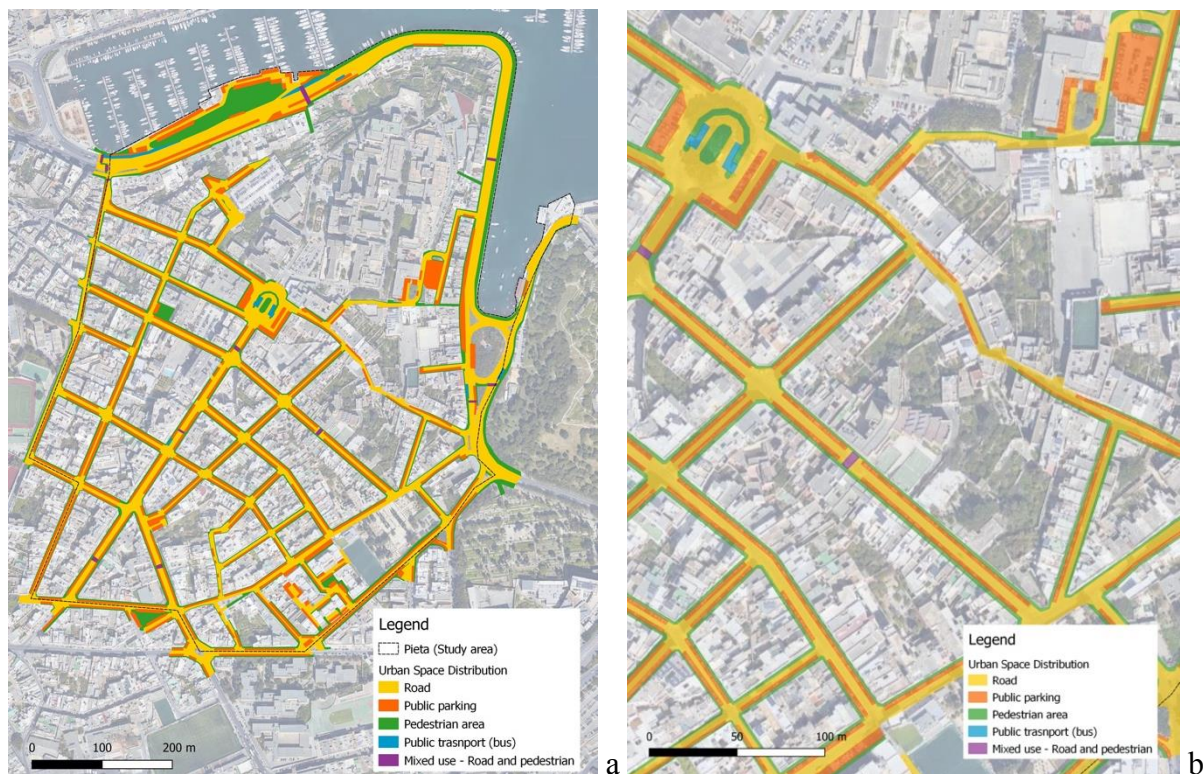 Legend
Pieta (Study area)
Urban Space Distribution
Road
Public parking
Pedestrian area
Public trasnport (bus)
Mixed use - Road and pedestrian
0 100 200 m
a
Legend
Urban Space Distribution
Road
Public parking
Pedestrian area
Public trasnport (bus)
Mixed use - Road and pedestrian
0 50 100 m
b